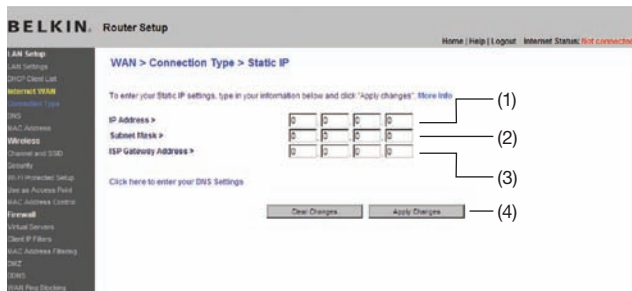 BELKIN. Router Setup
Home | Help | Logout Internet Status: Not connected
LAN Setup
LAN Settings
DHCP Client List
Internet WAN
Connection Type
DNS
MAC Address
Wireless
Channel and SSID
Security
Wi-Fi Protected Setup
Use as Access Point
MAC Address Control
Firewall
Virtual Servers
Client IP Filters
MAC Address Filtering
DMZ
DDNS
WAN Ping Blocking
WAN > Connection Type > Static IP
To enter your Static IP settings, type in your information below and click "Apply changes". More Info
IP Address > 0 . 0 . 0 . 0 (1)
Subnet Mask > 0 . 0 . 0 . 0 (2)
ISP Gateway Address > 0 . 0 . 0 . 0 (3)
Click here to enter your DNS Settings
Clear Changes Apply Changes (4)